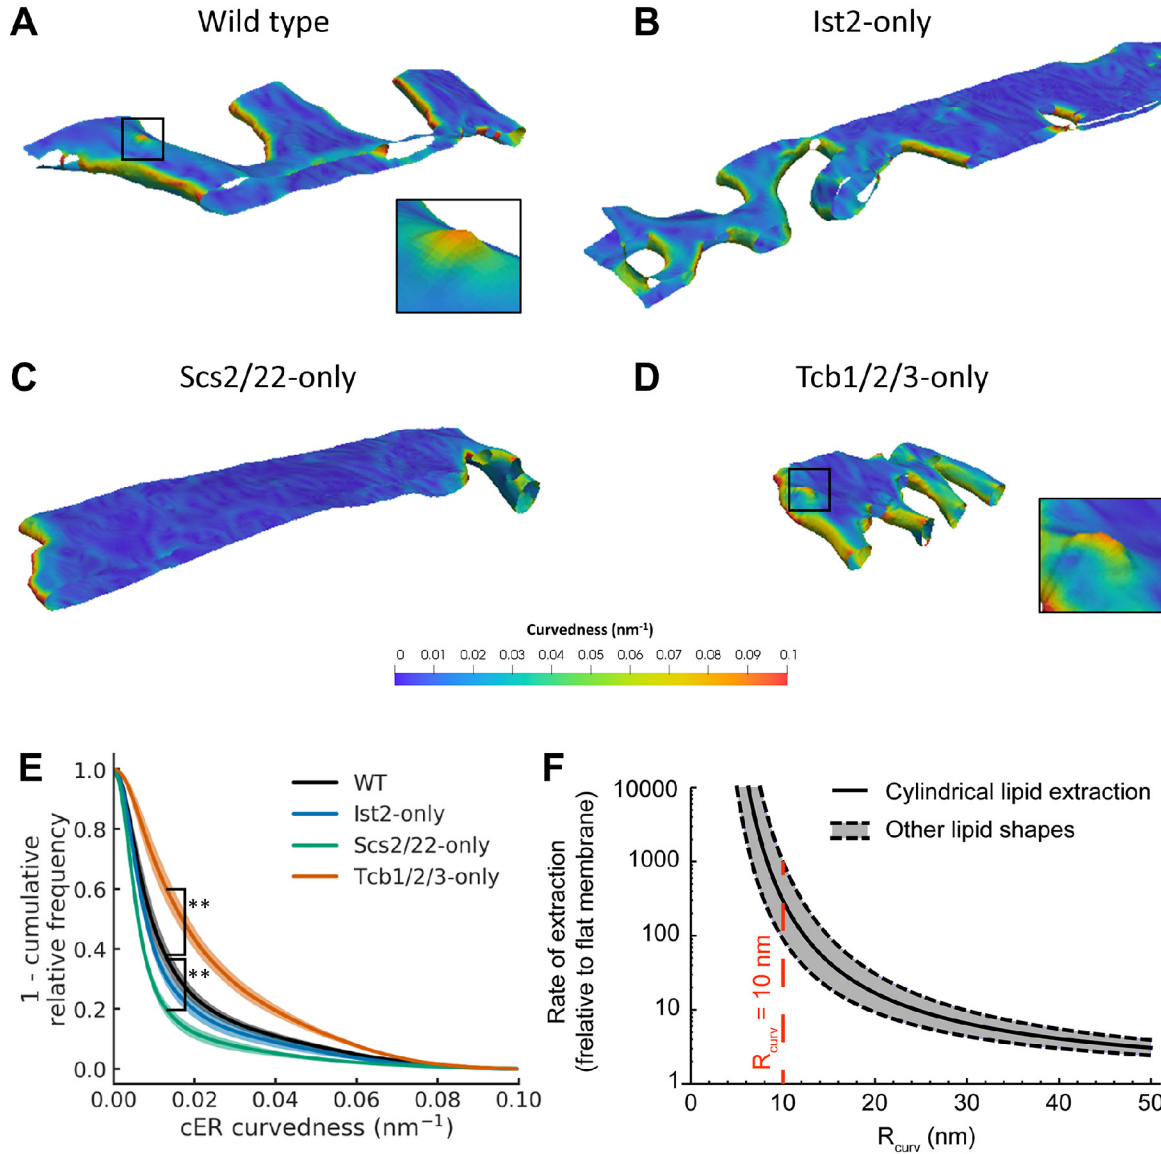 A Wild type
B Ist2-only
C Scs2/22-only
D Tcb1/2/3-only
Curvedness (nm⁻¹)
0 0.01 0.02 0.03 0.04 0.05 0.06 0.07 0.08 0.09 0.1
E
1 - cumulative
relative frequency
1.0
0.8
0.6
0.4
0.2
0.0
WT
Ist2-only
Scs2/22-only
Tcb1/2/3-only
**
**
0.00 0.02 0.04 0.06 0.08 0.10
cER curvedness (nm⁻¹)
F
Rate of extraction
(frelative to flat membrane)
10000
1000
100
10
1
Cylindrical lipid extraction
Other lipid shapes
R_curv = 10 nm
0 10 20 30 40 50
R_curv (nm)